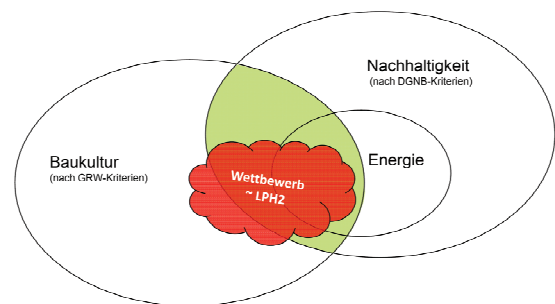 Nachhaltigkeit
(nach DGNB-Kriterien)
Baukultur
(nach GRW-Kriterien)
Energie
Wettbewerb
~ LPH2